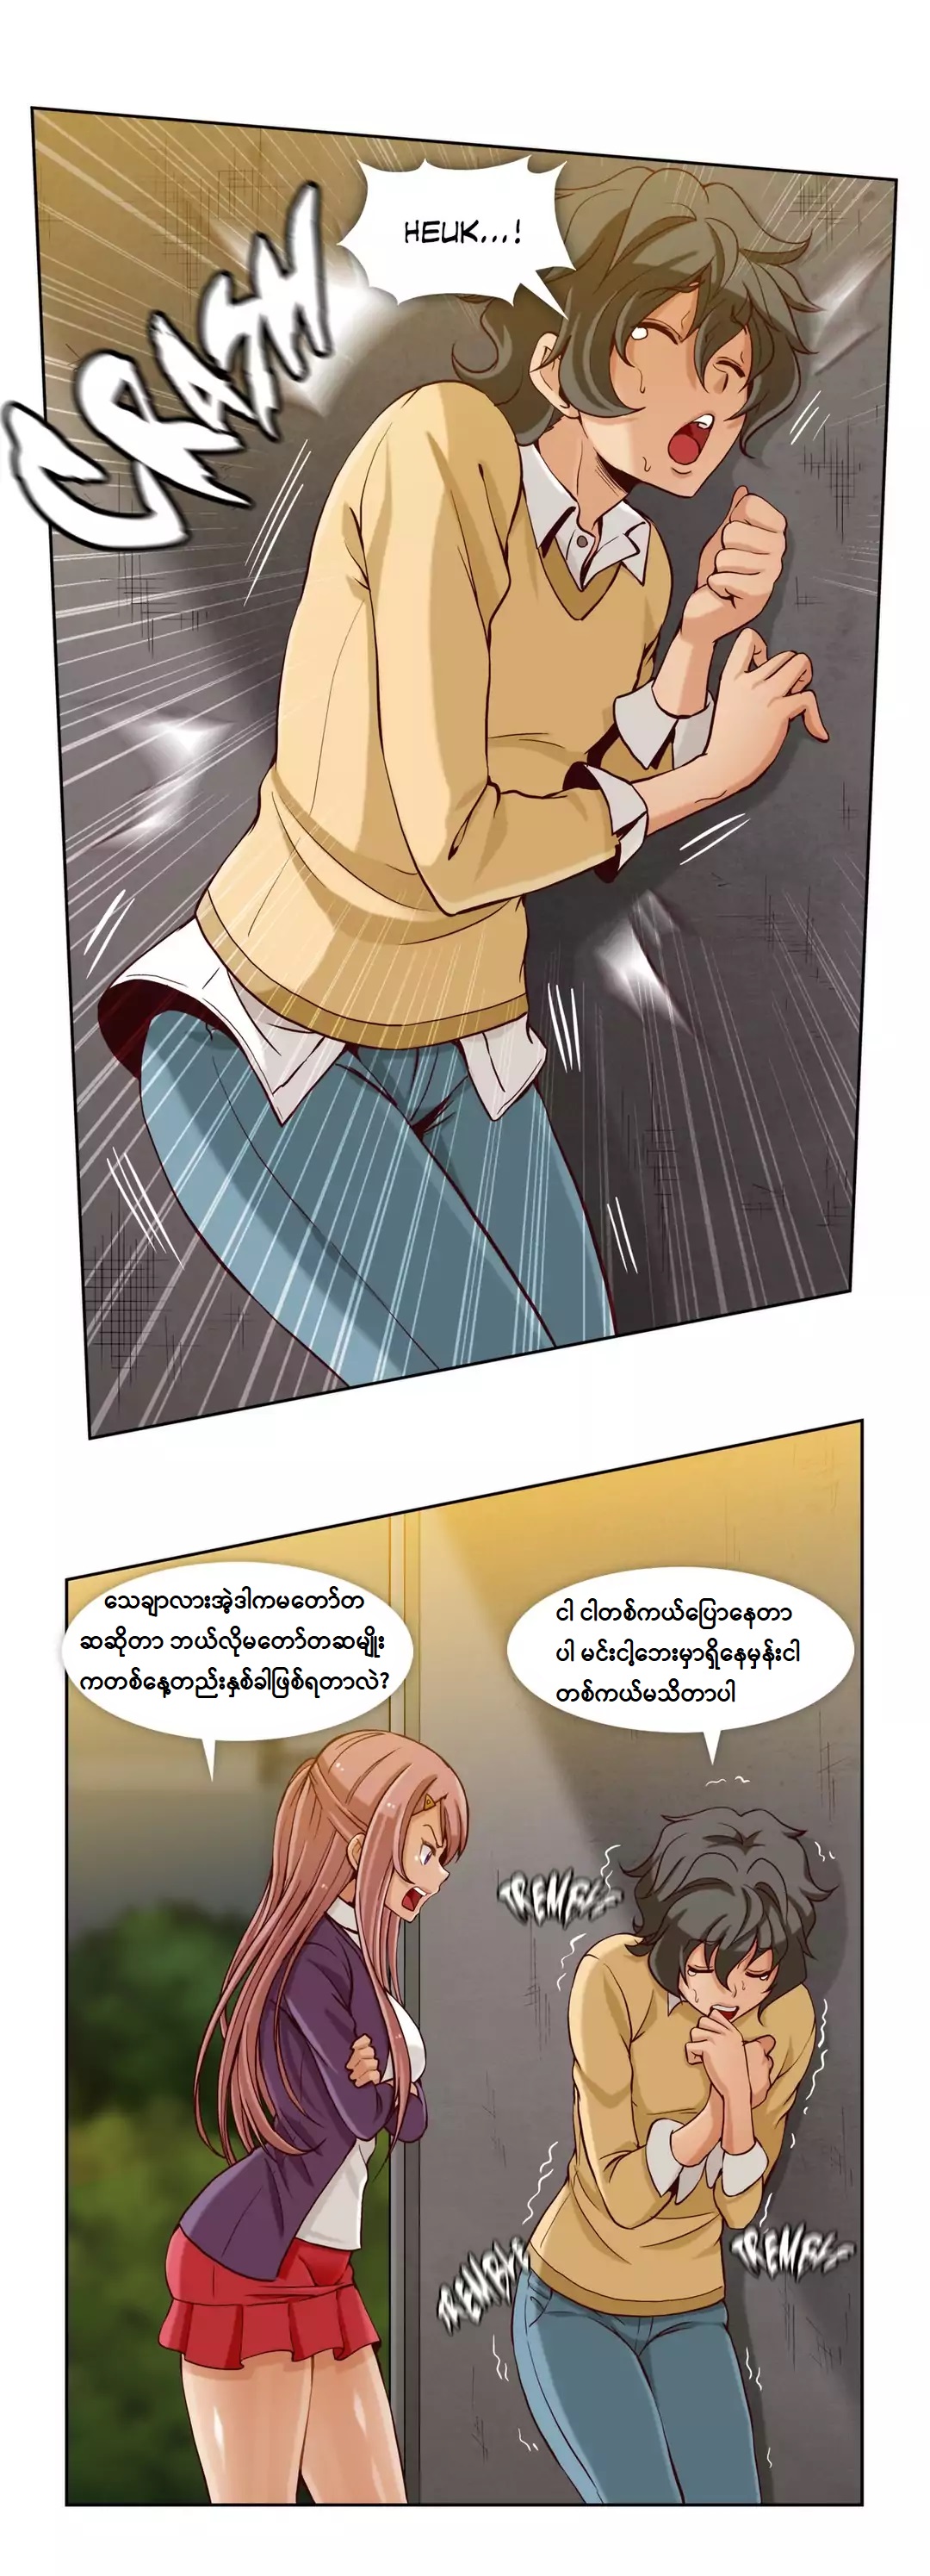 HEUK...!
CRASH
သေချာလားအဲ့ဒါကမတော်တ
ဆဆိုတာ ဘယ်လိုမတော်တဆမျိုး
ကတစ်နေ့တည်းနှစ်ခါဖြစ်ရတာလဲ?
ငါ ငါတစ်ကယ်ပြောနေတာ
ပါ မင်းငါ့ဘေးမှာရှိနေမှန်းငါ
တစ်ကယ်မသိတာပါ
TREMBLE
TREMBLE
TREMBLE